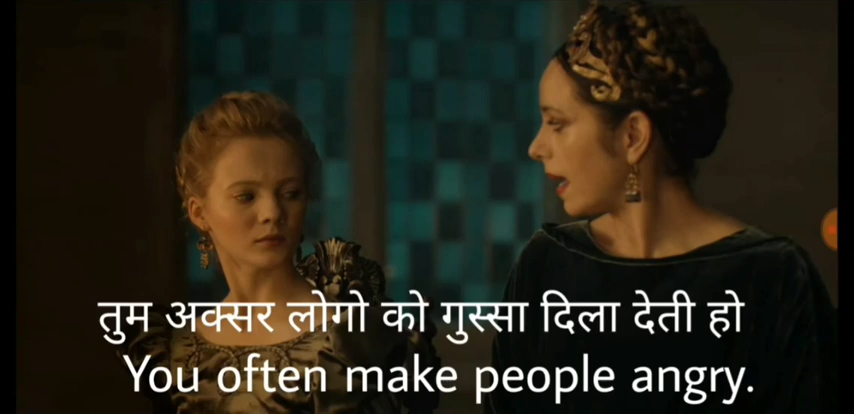 तुम अक्सर लोगो को गुस्सा दिला देती हो
You often make people angry.